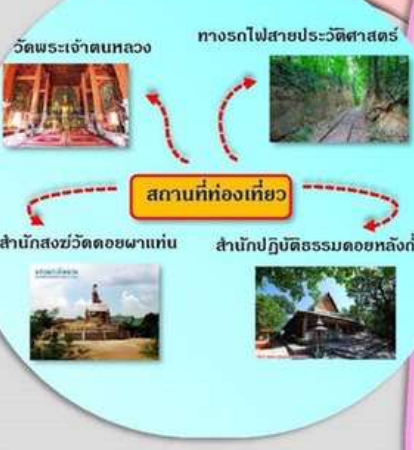 วัดพระเจ้าตนหลวง
ทางรถไฟสายประวัติศาสตร์
สถานที่ท่องเที่ยว
สำนักสงฆ์วัดดอยผาแท่น
สำนักปฏิบัติธรรมดอยหลังถ้ำ